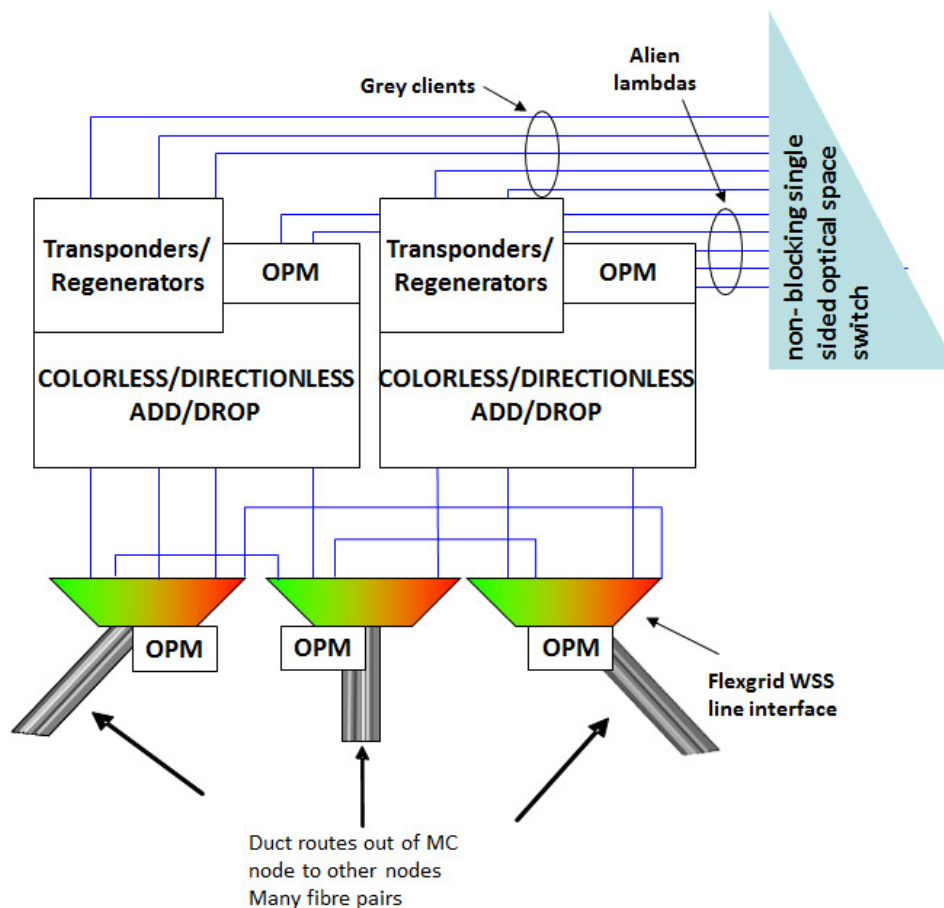 Alien
lambdas
Grey clients
non- blocking single
sided optical space
switch
Transponders/
Regenerators
OPM
Transponders/
Regenerators
OPM
COLORLESS/DIRECTIONLESS
ADD/DROP
COLORLESS/DIRECTIONLESS
ADD/DROP
OPM
OPM
OPM
Flexgrid WSS
line interface
Duct routes out of MC
node to other nodes
Many fibre pairs